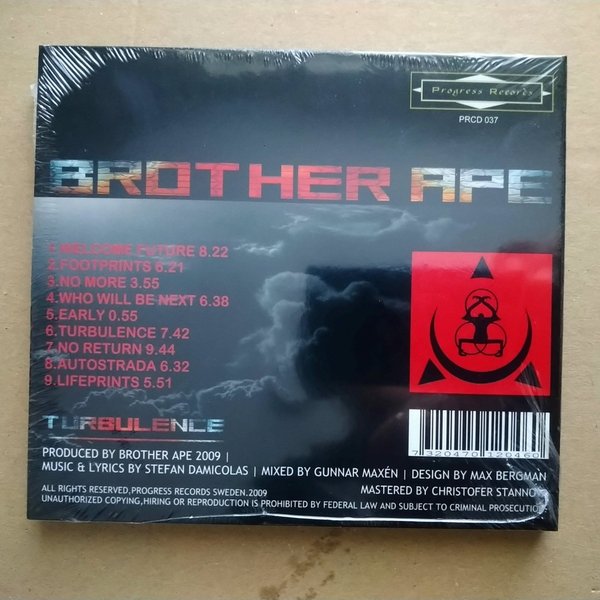 Progress Records
PRCD 037
BROTHER APE
1.WELCOME FUTURE 8.22
2.FOOTPRINTS 6.21
3.NO MORE 3.55
4.WHO WILL BE NEXT 6.38
5.EARLY 0.55
6.TURBULENCE 7.42
7.NO RETURN 9.44
8.AUTOSTRADA 6.32
9.LIFEPRINTS 5.51
TURBULENCE
7 320470 120460
PRODUCED BY BROTHER APE 2009 |
MUSIC & LYRICS BY STEFAN DAMICOLAS | MIXED BY GUNNAR MAXÉN | DESIGN BY MAX BERGMAN
MASTERED BY CHRISTOFER
ALL RIGHTS RESERVED,PROGRESS RECORDS SWEDEN.2009
UNAUTHORIZED COPYING,HIRING OR REPRODUCTION IS PROHIBITED BY FEDERAL LAW AND SUBJECT TO CRIMINAL PROSECUTION.